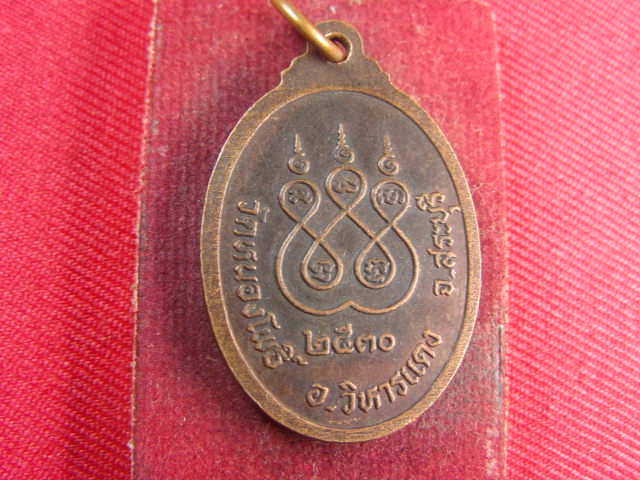 วัดหนองโพธิ์
๒๕๓๐
อ.วิหารแดง
จ.สระบุรี